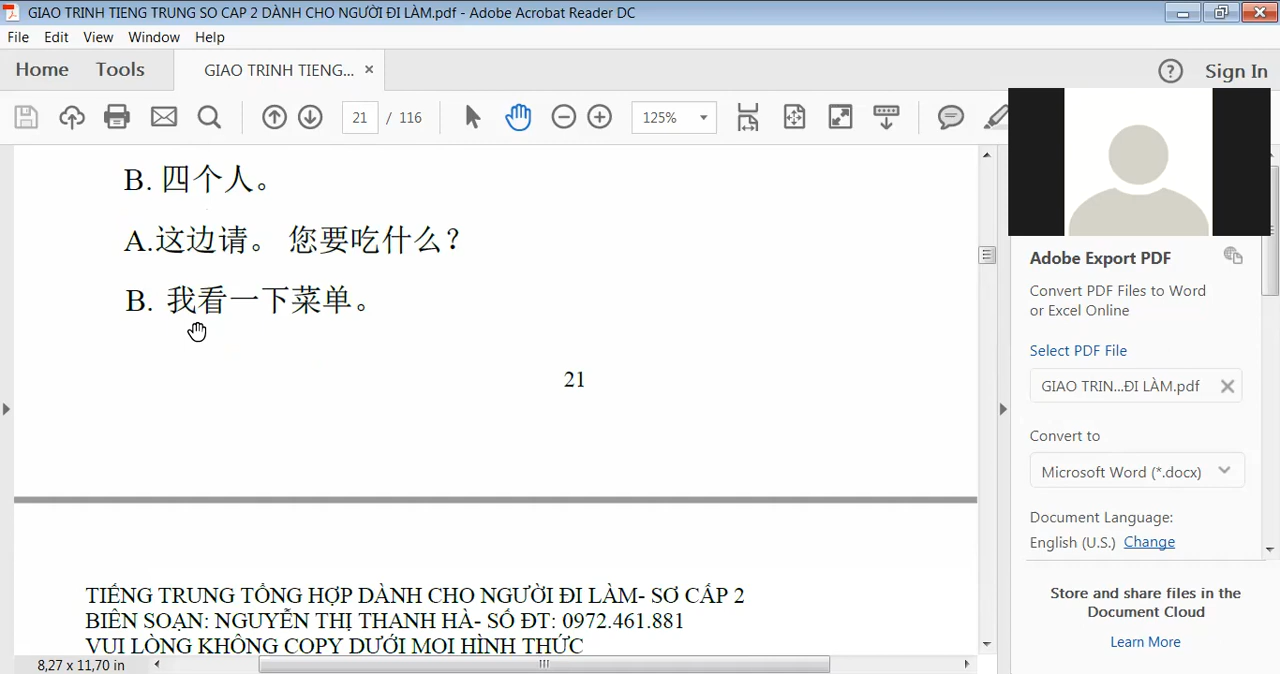 GIAO TRINH TIENG TRUNG SO CAP 2 DÀNH CHO NGƯỜI ĐI LÀM.pdf - Adobe Acrobat Reader DC
File Edit View Window Help
Home Tools GIAO TRINH TIENG... × ? Sign In
21 / 116 125%
B. 四个人。
A.这边请。 您要吃什么?
B. 我看一下菜单。
21
TIẾNG TRUNG TỔNG HỢP DÀNH CHO NGƯỜI ĐI LÀM- SƠ CẤP 2
BIÊN SOẠN: NGUYỄN THỊ THANH HÀ- SỐ ĐT: 0972.461.881
VUI LÒNG KHÔNG COPY DƯỚI MỌI HÌNH THỨC
8,27 x 11,70 in
Adobe Export PDF
Convert PDF Files to Word
or Excel Online
Select PDF File
GIAO TRIN...ĐI LÀM.pdf
Convert to
Microsoft Word (*.docx)
Document Language:
English (U.S.) Change
Store and share files in the
Document Cloud
Learn More